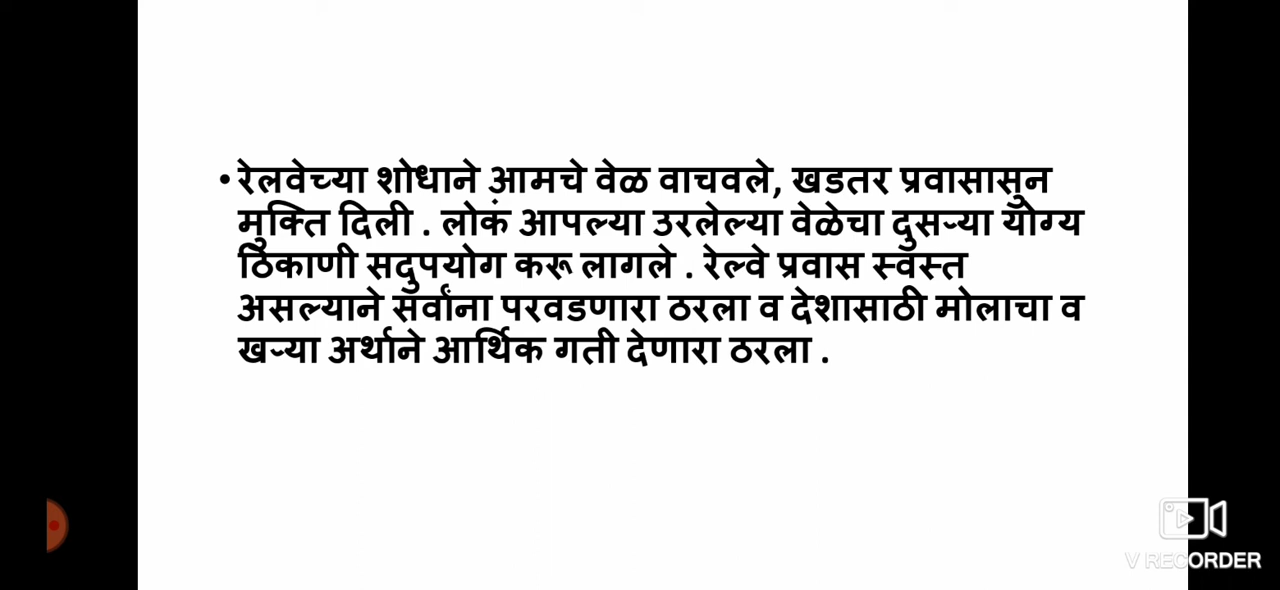 • रेलवेच्या शोधाने आमचे वेळ वाचवले, खडतर प्रवासासुन
मुक्ति दिली . लोकं आपल्या उरलेल्या वेळेचा दुसऱ्या योग्य
ठिकाणी सदुपयोग करू लागले . रेल्वे प्रवास स्वस्त
असल्याने सर्वांना परवडणारा ठरला व देशासाठी मोलाचा व
खऱ्या अर्थाने आर्थिक गती देणारा ठरला .
V RECORDER